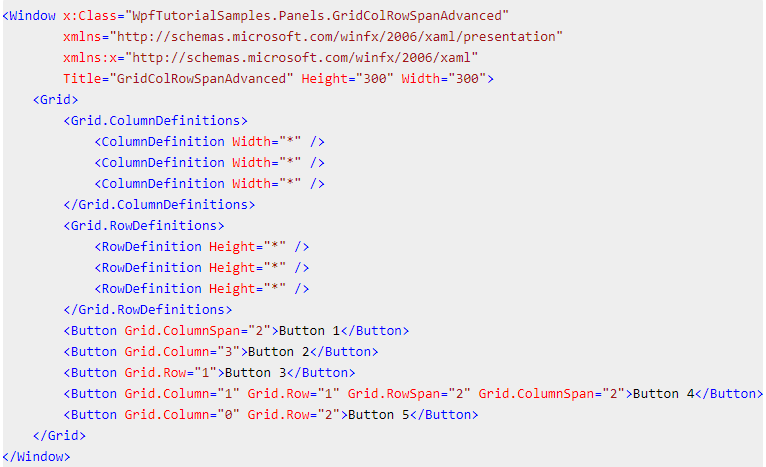 <Window x:Class="WpfTutorialSamples.Panels.GridColRowSpanAdvanced"
        xmlns="http://schemas.microsoft.com/winfx/2006/xaml/presentation"
        xmlns:x="http://schemas.microsoft.com/winfx/2006/xaml"
        Title="GridColRowSpanAdvanced" Height="300" Width="300">
    <Grid>
        <Grid.ColumnDefinitions>
            <ColumnDefinition Width="*" />
            <ColumnDefinition Width="*" />
            <ColumnDefinition Width="*" />
        </Grid.ColumnDefinitions>
        <Grid.RowDefinitions>
            <RowDefinition Height="*" />
            <RowDefinition Height="*" />
            <RowDefinition Height="*" />
        </Grid.RowDefinitions>
        <Button Grid.ColumnSpan="2">Button 1</Button>
        <Button Grid.Column="3">Button 2</Button>
        <Button Grid.Row="1">Button 3</Button>
        <Button Grid.Column="1" Grid.Row="1" Grid.RowSpan="2" Grid.ColumnSpan="2">Button 4</Button>
        <Button Grid.Column="0" Grid.Row="2">Button 5</Button>
    </Grid>
</Window>